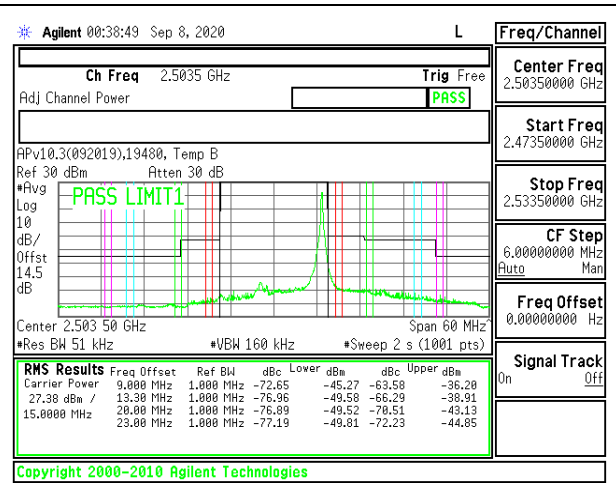 Agilent 00:38:49 Sep 8, 2020 L
Freq/Channel
Ch Freq 2.5035 GHz Trig Free
Adj Channel Power PASS
Center Freq
2.50350000 GHz
Start Freq
2.47350000 GHz
Stop Freq
2.53350000 GHz
CF Step
6.00000000 MHz
Auto Man
Freq Offset
0.00000000 Hz
Signal Track
On Off
APv10.3(092019),19480, Temp B
Ref 30 dBm Atten 30 dB
#Avg
Log
10
dB/
Offst
14.5
dB
PASS LIMIT1
Center 2.503 50 GHz Span 60 MHz
#Res BW 51 kHz #VBW 160 kHz #Sweep 2 s (1001 pts)
RMS Results Freq Offset Ref BW dBc Lower dBm dBc Upper dBm
Carrier Power 9.000 MHz 1.000 MHz -72.65 -45.27 -63.58 -36.20
27.38 dBm / 13.30 MHz 1.000 MHz -76.96 -49.58 -66.29 -38.91
15.0000 MHz 20.00 MHz 1.000 MHz -76.89 -49.52 -70.51 -43.13
23.00 MHz 1.000 MHz -77.19 -49.81 -72.23 -44.85
Copyright 2000-2010 Agilent Technologies